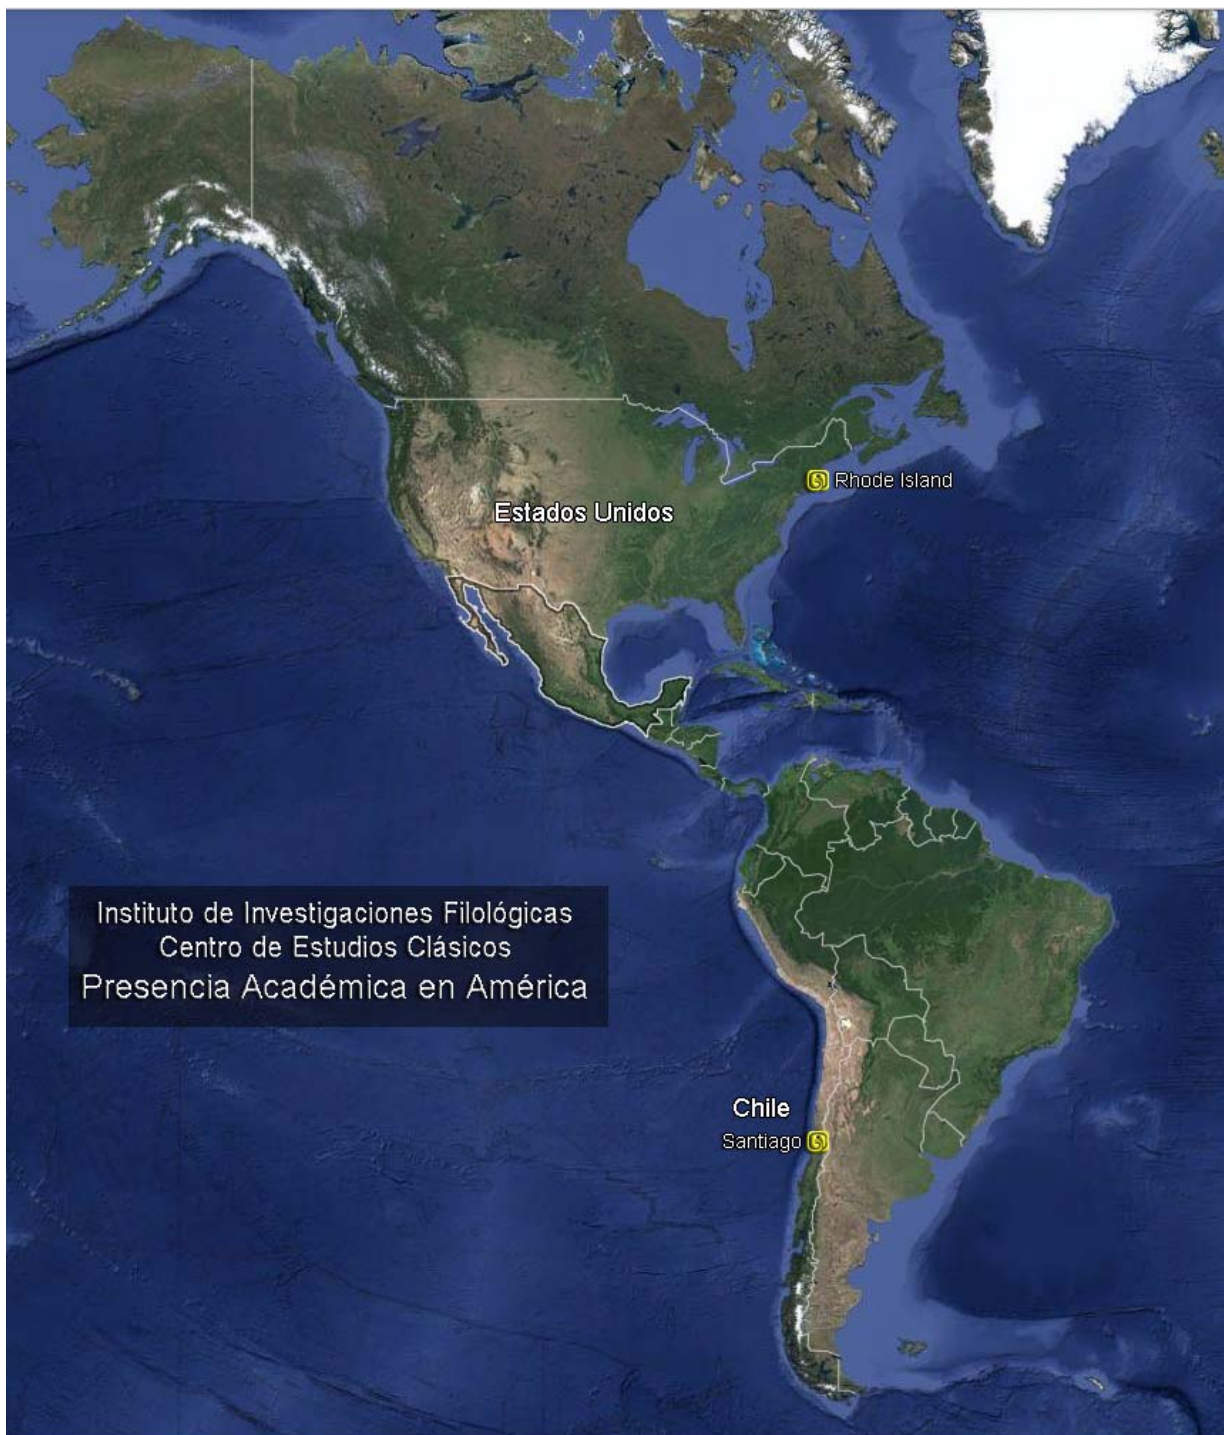 Rhode Island
Estados Unidos
Instituto de Investigaciones Filológicas
Centro de Estudios Clásicos
Presencia Académica en América
Chile
Santiago